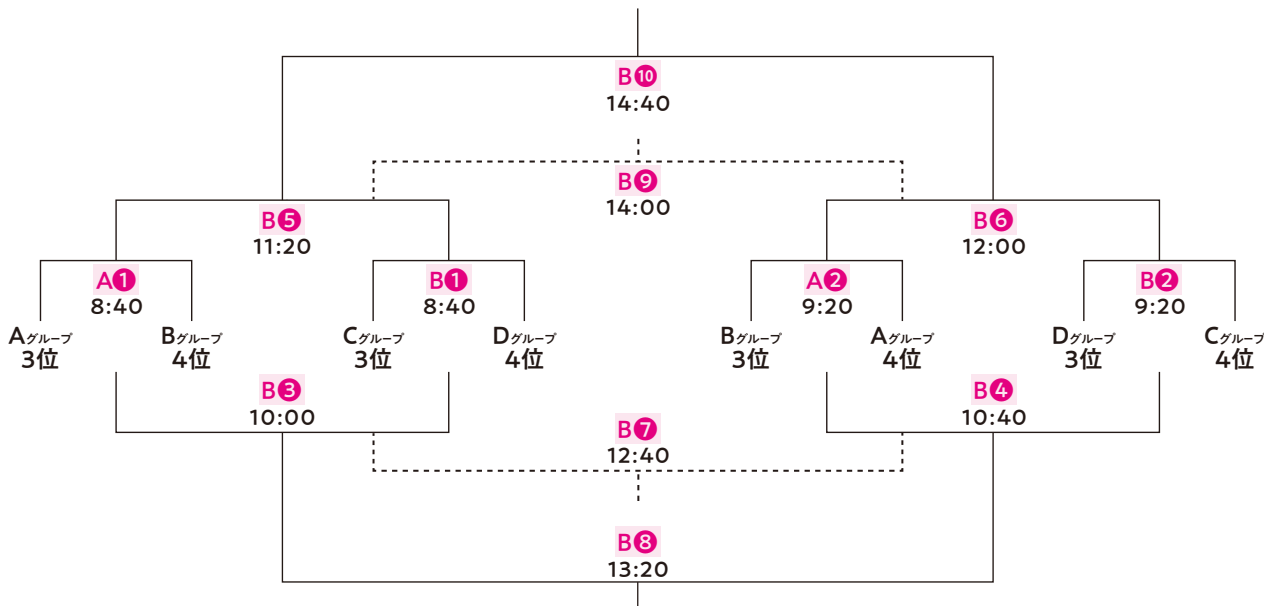 B❿
14:40
B❾
14:00
B❺
11:20
B❻
12:00
A❶
8:40
B❶
8:40
A❷
9:20
B❷
9:20
Aグループ
3位
Bグループ
4位
Cグループ
3位
Dグループ
4位
Bグループ
3位
Aグループ
4位
Dグループ
3位
Cグループ
4位
B❸
10:00
B❹
10:40
B❼
12:40
B❽
13:20